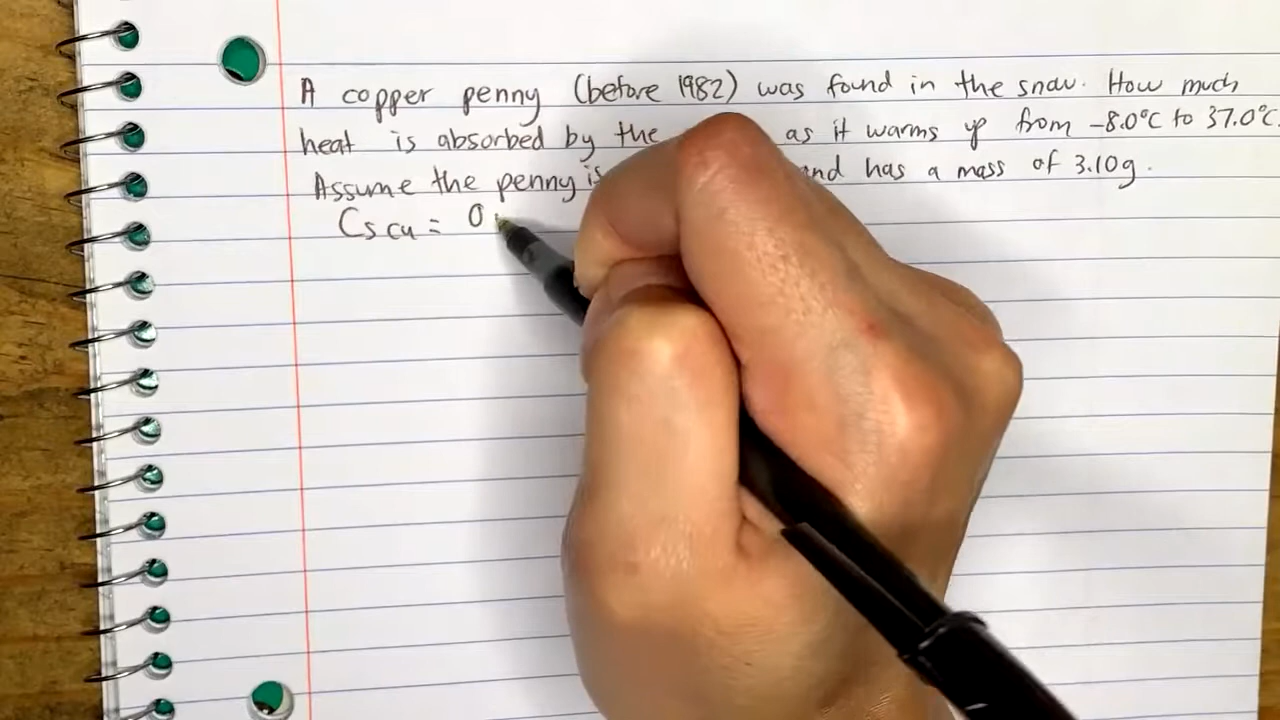 A copper penny (before 1982) was found in the snow. How much
heat is absorbed by the as it warms up from -8.0°C to 37.0°C.
Assume the penny is and has a mass of 3.10g.
Cs Cu = 0.